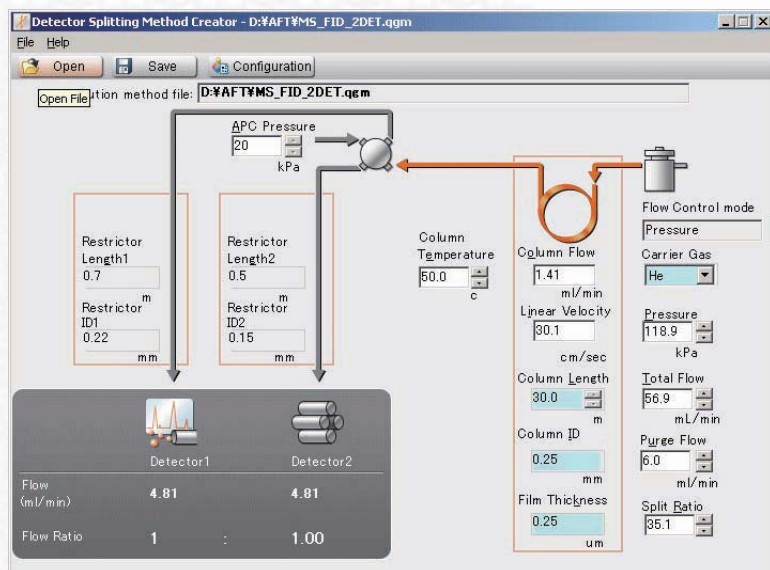 Detector Splitting Method Creator - D:¥AFT¥MS_FID_2DET.qgm
File Help
Open Save Configuration
Open File
ution method file: D:¥AFT¥MS_FID_2DET.qgm
APC Pressure
20
kPa
Flow Control mode
Pressure
Restrictor
Length1
0.7
m
Restrictor
ID1
0.22
mm
Restrictor
Length2
0.5
m
Restrictor
ID2
0.15
mm
Column
Temperature
50.0
c
Column Flow
1.41
ml/min
Linear Velocity
30.1
cm/sec
Column Length
30.0
m
Column ID
0.25
mm
Film Thickness
0.25
um
Carrier Gas
He
Pressure
118.9
kPa
Total Flow
56.9
mL/min
Purge Flow
6.0
ml/min
Split Ratio
35.1
Detector1 Detector2
Flow
(ml/min)
4.81 4.81
Flow Ratio 1 : 1.00